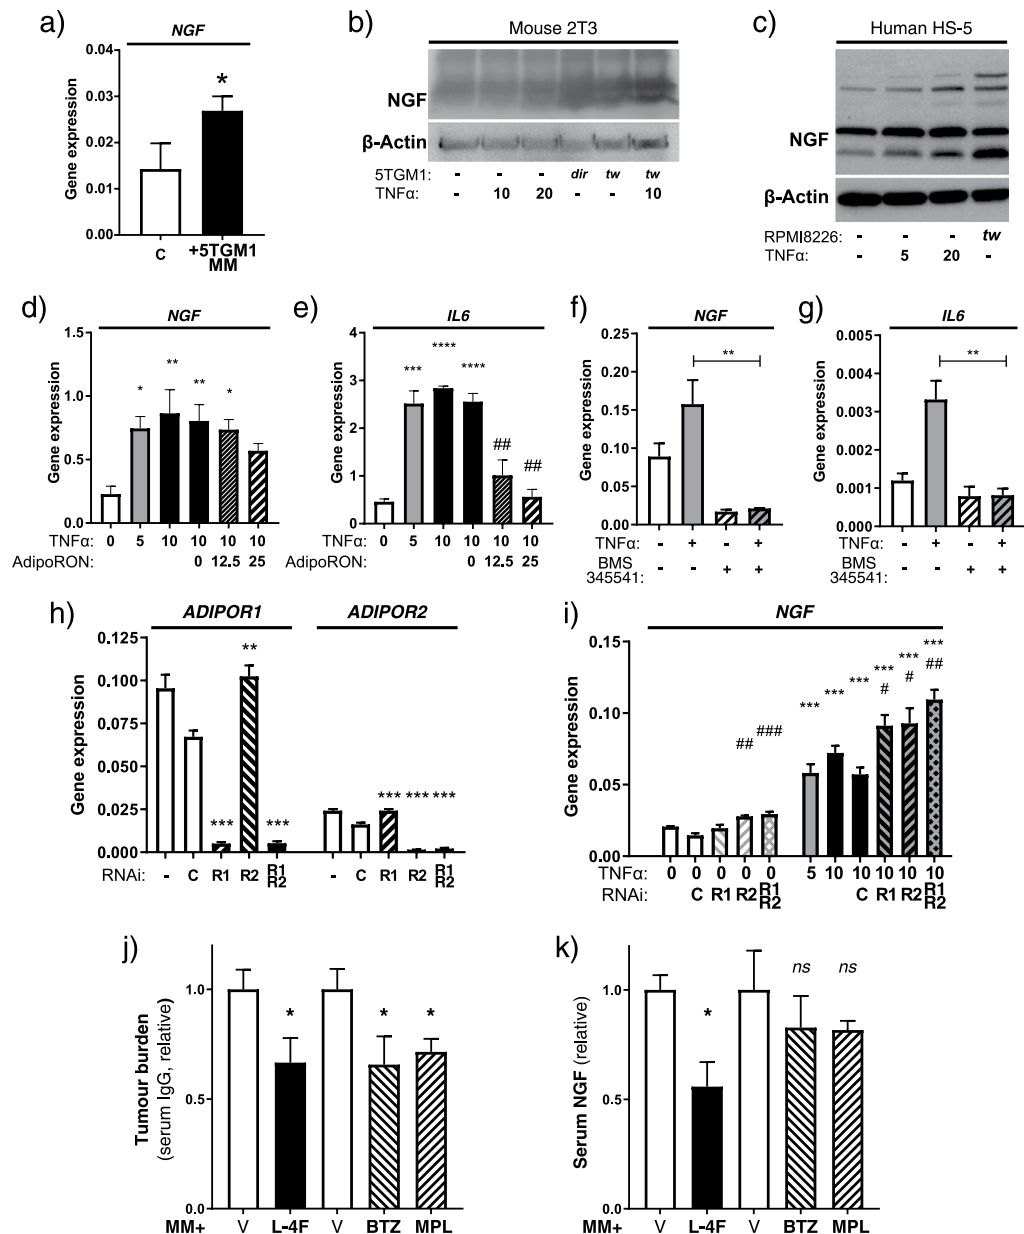 a)
NGF
*
Gene expression
0.04
0.03
0.02
0.01
0.00
C
+5TGM1
MM
b)
Mouse 2T3
NGF
β-Actin
5TGM1: - - - dir tw tw
TNFα: - 10 20 - - 10
c)
Human HS-5
NGF
β-Actin
RPMI8226: - - - tw
TNFα: - 5 20 -
d)
NGF
* ** ** *
Gene expression
1.5
1.0
0.5
0.0
TNFα: 0 5 10 10 10 10
AdipoRON: 0 12.5 25
e)
IL6
*** **** **** ## ##
Gene expression
4
3
2
1
0
TNFα: 0 5 10 10 10 10
AdipoRON: 0 12.5 25
f)
NGF
**
Gene expression
0.25
0.20
0.15
0.10
0.05
0.00
TNFα: - + - +
BMS
345541: - - + +
g)
IL6
**
Gene expression
0.005
0.004
0.003
0.002
0.001
0.000
TNFα: - + - +
BMS
345541: - - + +
h)
ADIPOR1 ADIPOR2
*** ** *** *** *** ***
Gene expression
0.125
0.100
0.075
0.050
0.025
0.000
RNAi: - C R1 R2 R1 - C R1 R2 R1
R2 R2
i)
NGF
## ### *** *** *** *** *** ***
# # ##
Gene expression
0.15
0.10
0.05
0.00
TNFα: 0 0 0 0 0 5 10 10 10 10 10
RNAi: C R1 R2 R1 C R1 R2 R1
R2 R2
j)
* * *
Tumour burden
(serum IgG, relative)
1.0
0.5
0.0
MM+ V L-4F V BTZ MPL
k)
* ns ns
Serum NGF (relative)
1.0
0.5
0.0
MM+ V L-4F V BTZ MPL